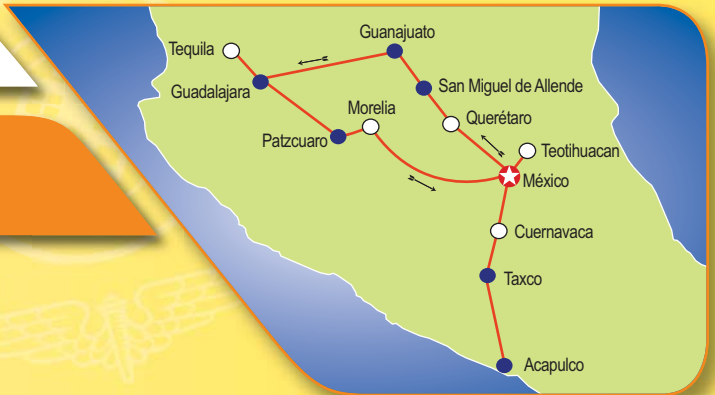 Guanajuato
Tequila
Guadalajara
San Miguel de Allende
Morelia
Querétaro
Patzcuaro
Teotihuacan
México
Cuernavaca
Taxco
Acapulco